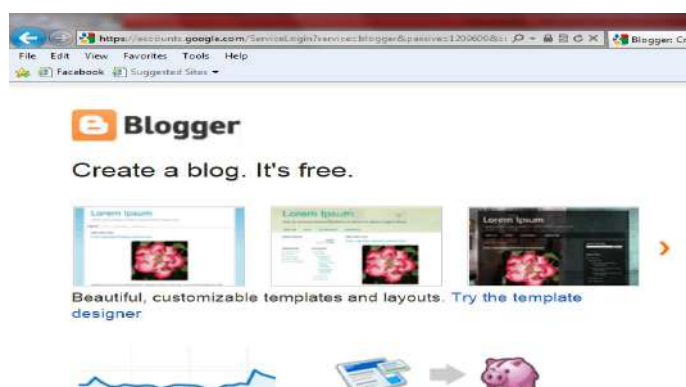 https://accounts.google.com/ServiceLogin?service=blogger&passive=1209600&c
Blogger: Cr
File Edit View Favorites Tools Help
Facebook Suggested Sites
Blogger
Create a blog. It's free.
Lorem Ipsum
Lorem Ipsum
Lorem Ipsum
Beautiful, customizable templates and layouts. Try the template
designer